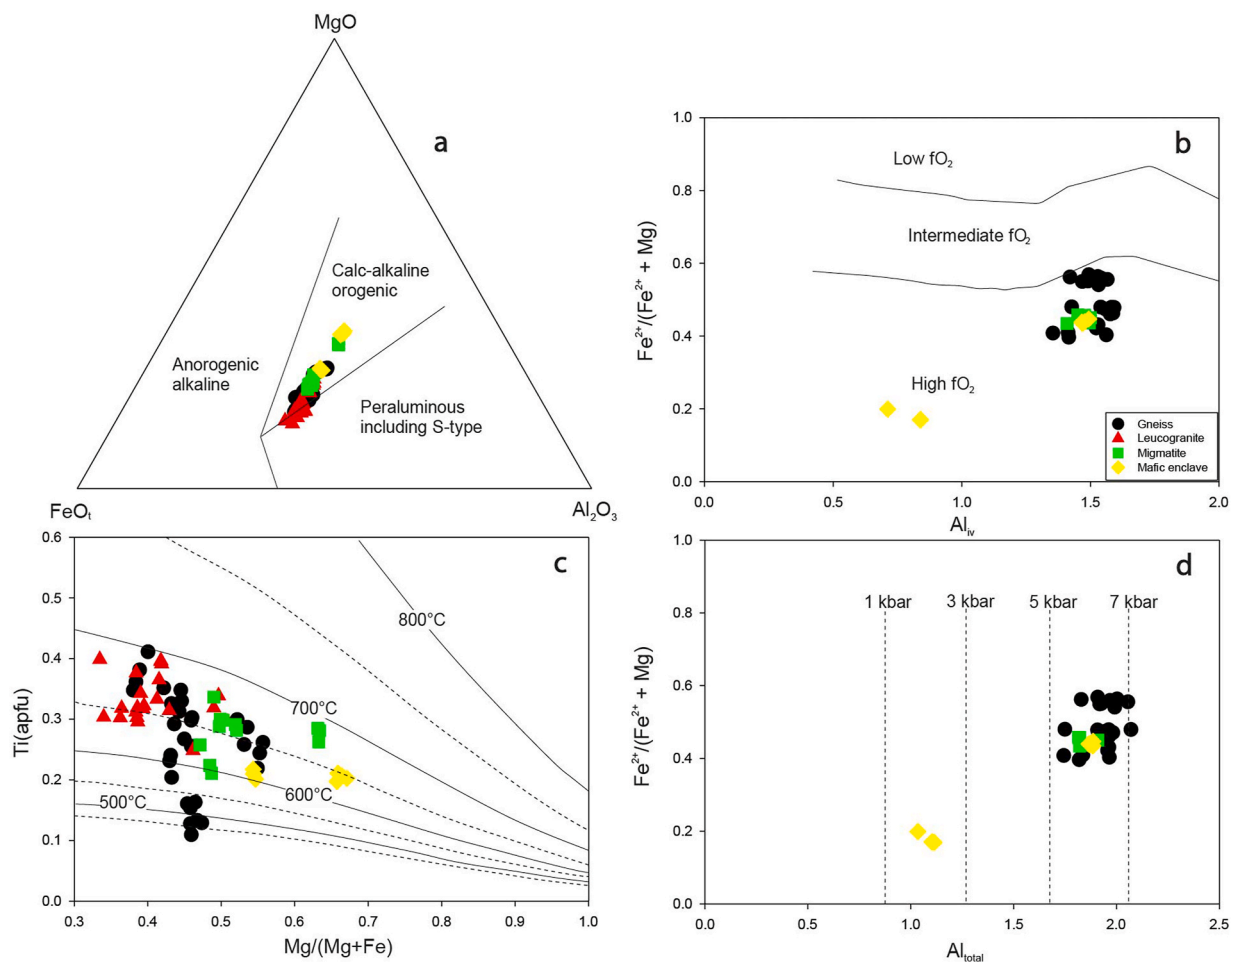 MgO
a
Calc-alkaline
orogenic
Anorogenic
alkaline
Peraluminous
including S-type
FeOt
Al2O3
1.0
0.8
0.6
0.4
0.2
0.0
Fe2+/(Fe2+ + Mg)
b
Low fO2
Intermediate fO2
High fO2
Gneiss
Leucogranite
Migmatite
Mafic enclave
0.0
0.5
1.0
1.5
2.0
Aliv
0.6
0.5
0.4
0.3
0.2
0.1
0.0
Ti(apfu)
c
800°C
700°C
600°C
500°C
0.3
0.4
0.5
0.6
0.7
0.8
0.9
1.0
Mg/(Mg+Fe)
1.0
0.8
0.6
0.4
0.2
0.0
Fe2+/(Fe2+ + Mg)
d
1 kbar
3 kbar
5 kbar
7 kbar
0.0
0.5
1.0
1.5
2.0
2.5
Altotal